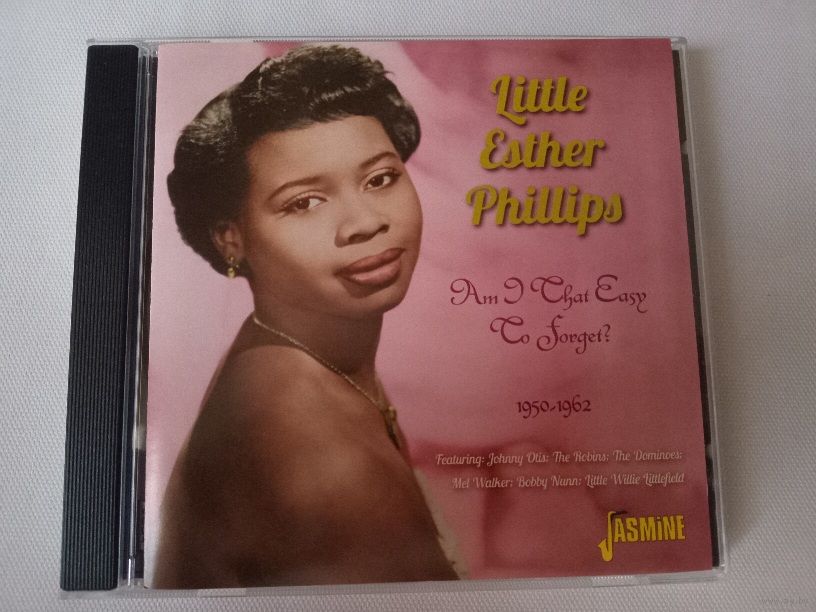 Little
Esther
Phillips
Am I That Easy
To Forget?
1950-1962
Featuring: Johnny Otis; The Robins; The Dominoes;
Mel Walker; Bobby Nunn; Little Willie Littlefield
JASMiNE